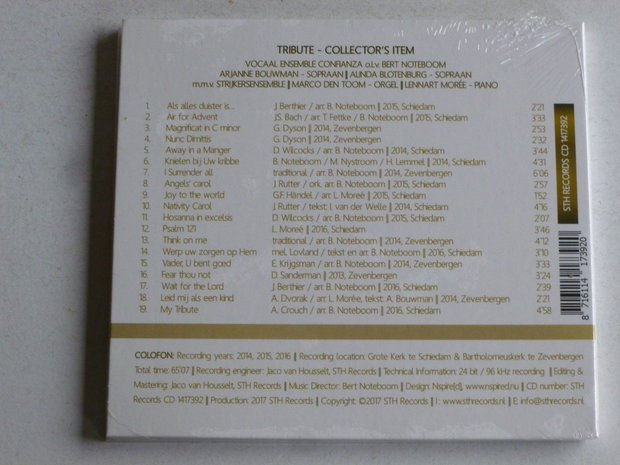 TRIBUTE - COLLECTOR'S ITEM
VOCAAL ENSEMBLE CONFIANZA o.l.v. BERT NOTEBOOM
ARJANNE BOUWMAN - SOPRAAN | ALINDA BLOTENBURG - SOPRAAN
m.m.v. STRIJKERSENSEMBLE | MARCO DEN TOOM - ORGEL | LENNART MORÉE - PIANO
1. Als alles duister is... J. Berthier / arr: B. Noteboom | 2015, Schiedam 2'21
2. Air for Advent J.S. Bach / arr: T. Fettke / B. Noteboom | 2015, Schiedam 3'33
3. Magnificat in C minor G. Dyson | 2014, Zevenbergen 2'53
4. Nunc Dimittis G. Dyson | 2014, Zevenbergen 2'32
5. Away in a Manger D. Wilcocks / arr: B. Noteboom | 2014, Schiedam 3'44
6. Knielen bij Uw kribbe B. Noteboom / M. Nystroom / H. Lemmel | 2014, Schiedam 4'31
7. I Surrender all traditional / arr: B. Noteboom | 2014, Zevenbergen 6'06
8. Angels' carol J. Rutter / ork. arr: B. Noteboom | 2015, Schiedam 2'57
9. Joy to the world G.F. Händel / arr: L. Moreé | 2015, Schiedam 1'52
10. Nativity Carol J. Rutter / tekst: I. van der Welle | 2014, Schiedam 4'16
11. Hosanna in excelsis D. Wilcocks / arr: B. Noteboom | 2015, Schiedam 2'07
12. Psalm 121 L. Moreé | 2016, Schiedam 3'46
13. Think on me traditional / arr: B. Noteboom | 2014, Zevenbergen 4'12
14. Werp uw zorgen op Hem mel. Lovland / tekst en arr: B. Noteboom | 2016, Schiedam 3'10
15. Vader, U bent goed E. Krijgsman / arr: B. Noteboom | 2014, Zevenbergen 3'33
16. Fear thou not D. Sanderman | 2013, Zevenbergen 3'24
17. Wait for the Lord J. Berthier / arr: B. Noteboom | 2016, Schiedam 2'39
18. Leid mij als een kind A. Dvorak / arr: L. Morée, tekst: A. Bouwman | 2014, Zevenbergen 2'21
19. My Tribute A. Crouch / arr: B. Noteboom | 2016, Schiedam 4'58
STH RECORDS CD 1417392
8 716114 173920
COLOFON: Recording years: 2014, 2015, 2016 | Recording location: Grote Kerk te Schiedam & Bartholomeuskerk te Zevenbergen
Total time: 65'07 | Recording engineer: Jaco van Housselt, STH Records | Technical Information: 24 bit / 96 kHz recording | Editing &
Mastering: Jaco van Housselt, STH Records | Music Director: Bert Noteboom | Design: Nspire[d], www.nspired.nu | CD number: STH
Records CD 1417392 | Production: 2017 STH Records | Copyright: ©2017 STH Records | I: www.sthrecords.nl | E: info@sthrecords.nl